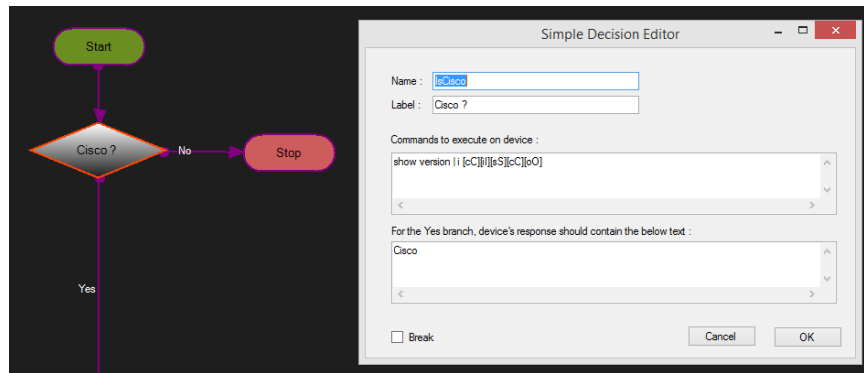 Start
Cisco ?
No
Stop
Yes
Simple Decision Editor
Name :
IsCisco
Label :
Cisco ?
Commands to execute on device :
show version | i [cC][iI][sS][cC][oO]
For the Yes branch, device's response should contain the below text :
Cisco
Break
Cancel
OK